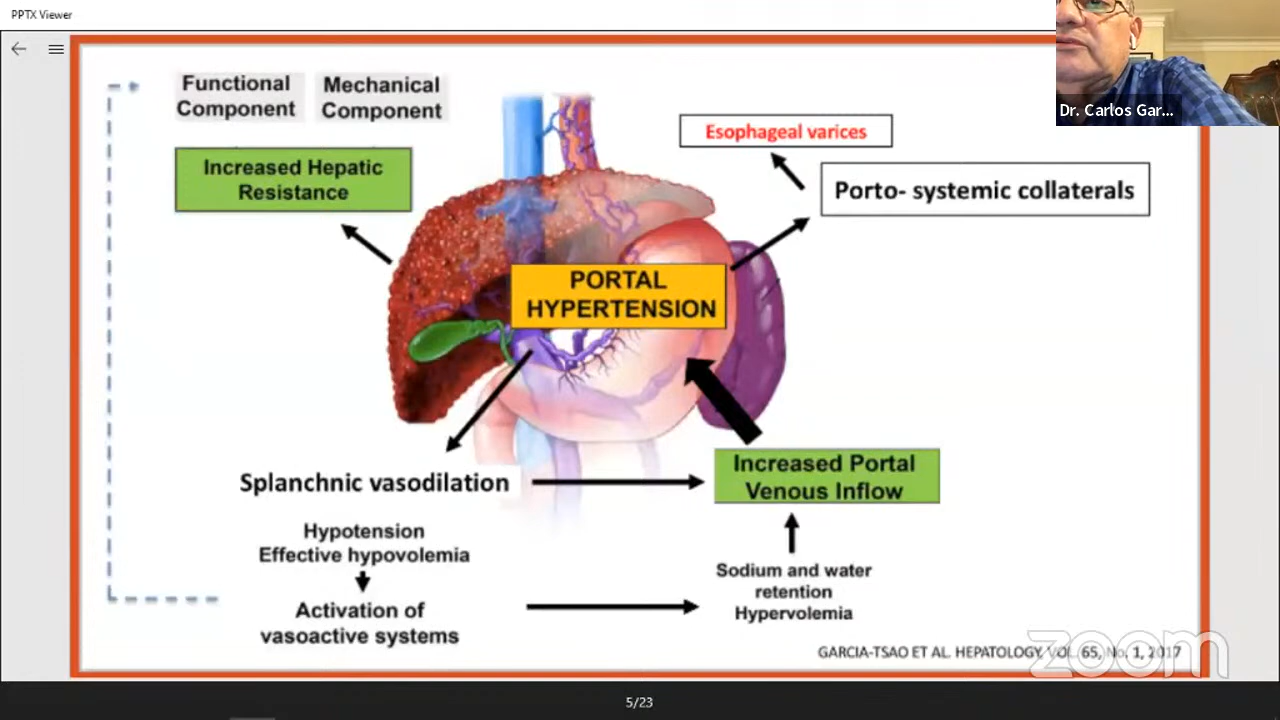 PPTX Viewer
Dr. Carlos Gar...
Functional
Component
Mechanical
Component
Increased Hepatic
Resistance
Esophageal varices
Porto- systemic collaterals
PORTAL
HYPERTENSION
Splanchnic vasodilation
Increased Portal
Venous Inflow
Hypotension
Effective hypovolemia
Activation of
vasoactive systems
Sodium and water
retention
Hypervolemia
GARCIA-TSAO ET AL. HEPATOLOGY, VOL. 65, No. 1, 2017
zoom
5/23